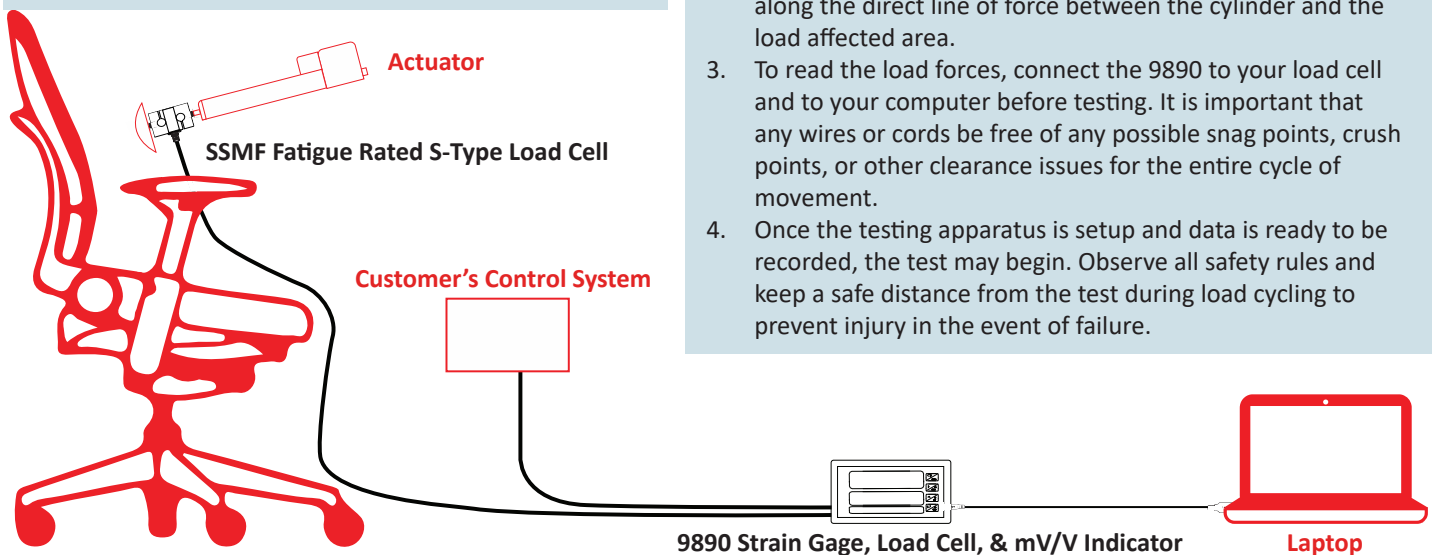 along the direct line of force between the cylinder and the
load affected area.
3. To read the load forces, connect the 9890 to your load cell
and to your computer before testing. It is important that
any wires or cords be free of any possible snag points, crush
points, or other clearance issues for the entire cycle of
movement.
4. Once the testing apparatus is setup and data is ready to be
recorded, the test may begin. Observe all safety rules and
keep a safe distance from the test during load cycling to
prevent injury in the event of failure.
Actuator
SSMF Fatigue Rated S-Type Load Cell
Customer's Control System
9890 Strain Gage, Load Cell, & mV/V Indicator
Laptop